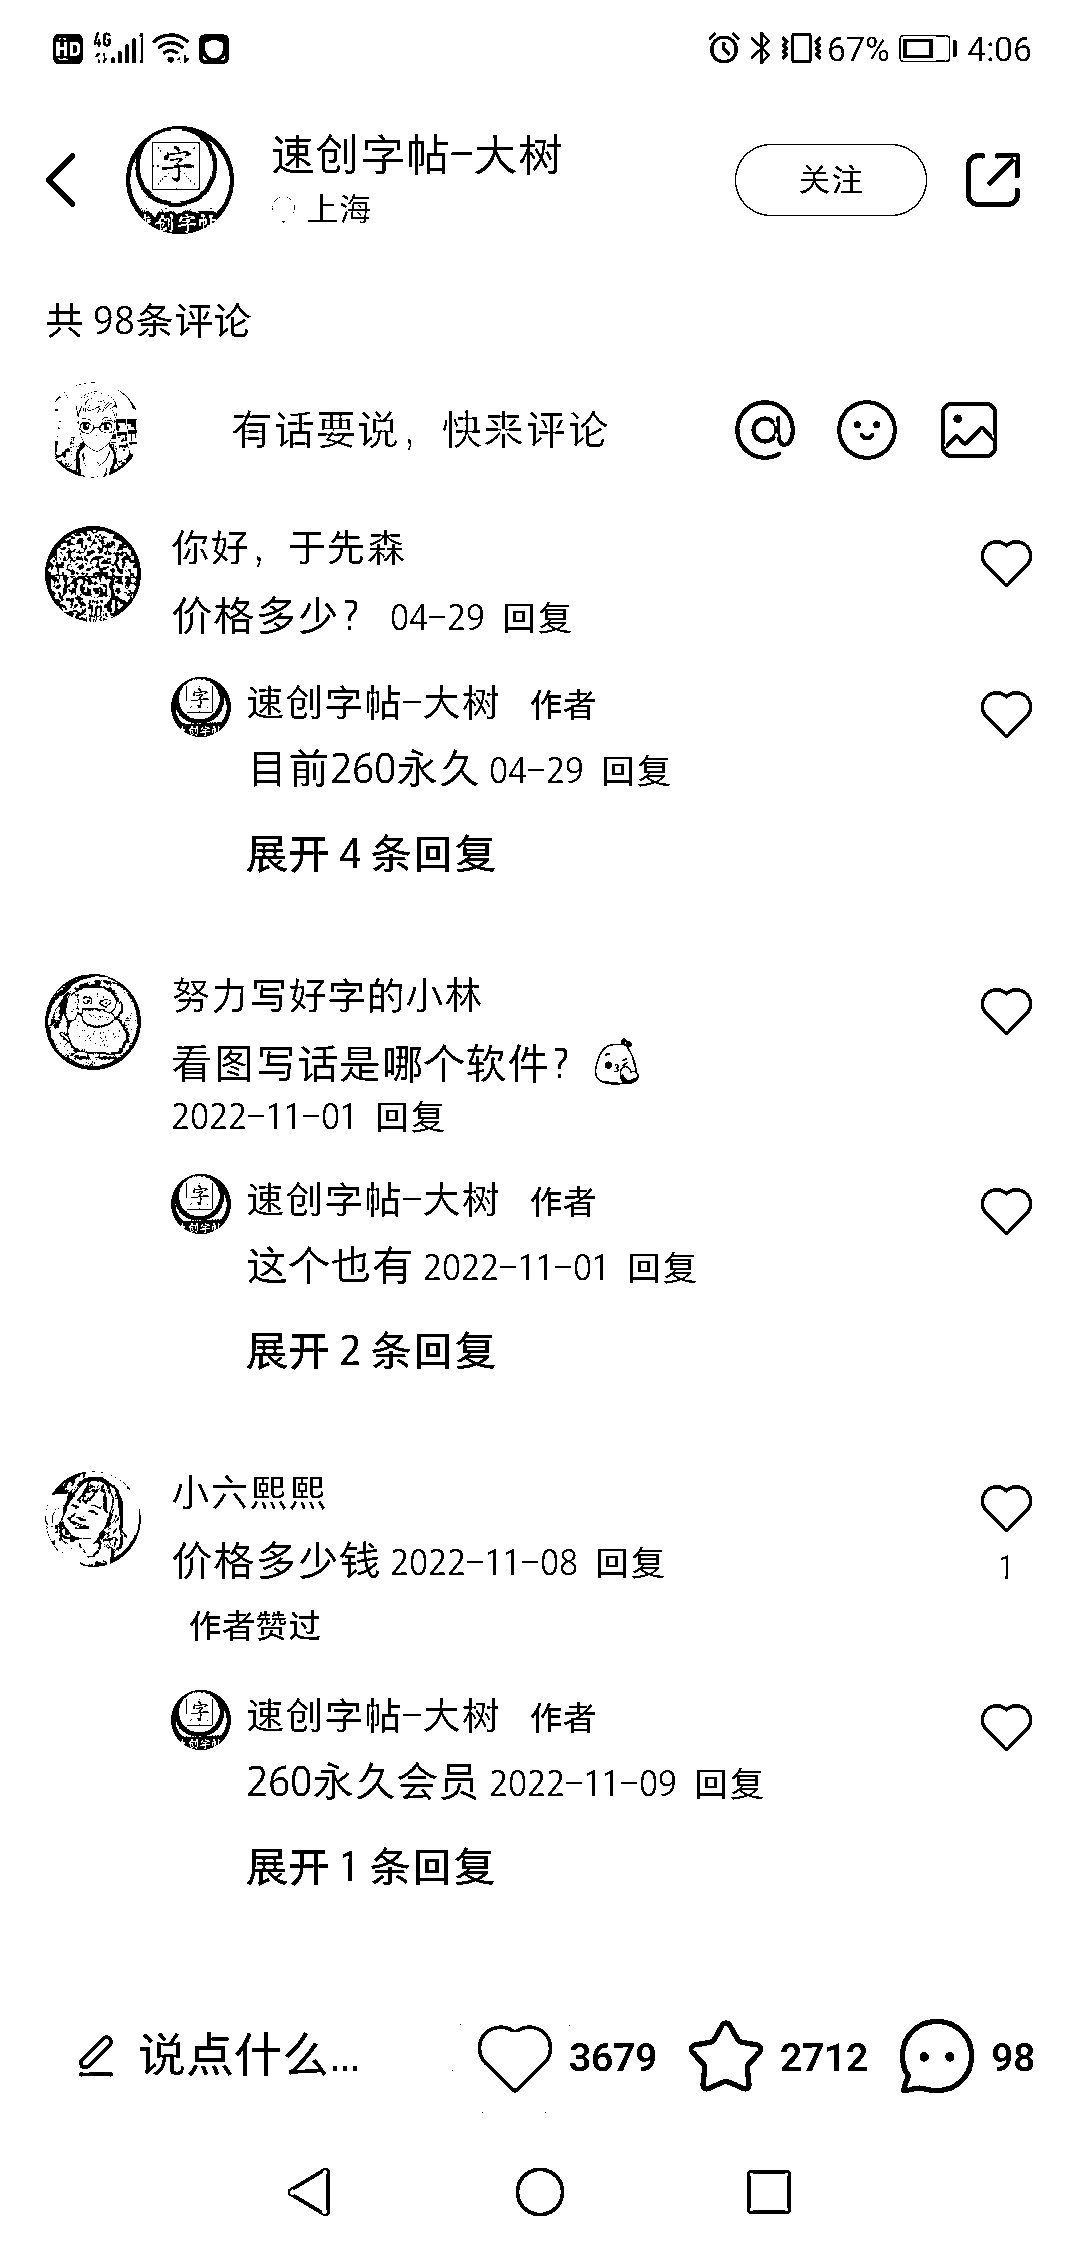 HD 4G 67% 4:06
速创字帖-大树
上海
关注
共 98条评论
有话要说，快来评论
你好，于先森
价格多少？ 04-29 回复
速创字帖-大树 作者
目前260永久 04-29 回复
展开 4 条回复
努力写好字的小林
看图写话是哪个软件？
2022-11-01 回复
速创字帖-大树 作者
这个也有 2022-11-01 回复
展开 2 条回复
小六熙熙
价格多少钱 2022-11-08 回复
1
作者赞过
速创字帖-大树 作者
260永久会员 2022-11-09 回复
展开 1 条回复
说点什么... 3679 2712 98